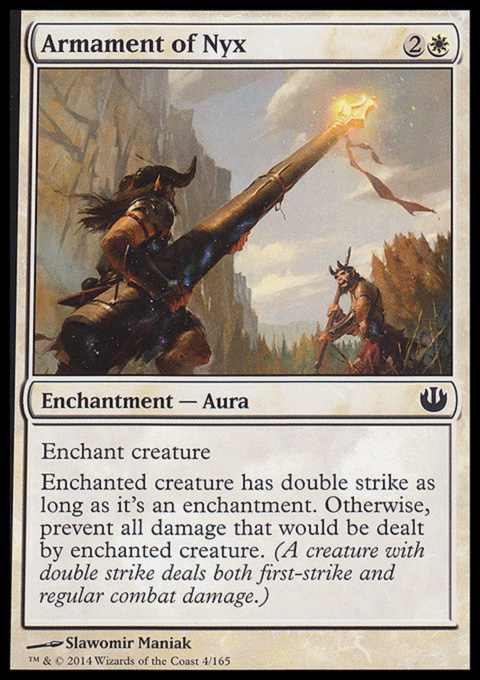 Armament of Nyx 2
Enchantment — Aura
Enchant creature
Enchanted creature has double strike as
long as it's an enchantment. Otherwise,
prevent all damage that would be dealt
by enchanted creature. (A creature with
double strike deals both first-strike and
regular combat damage.)
Slawomir Maniak
™ & © 2014 Wizards of the Coast 4/165